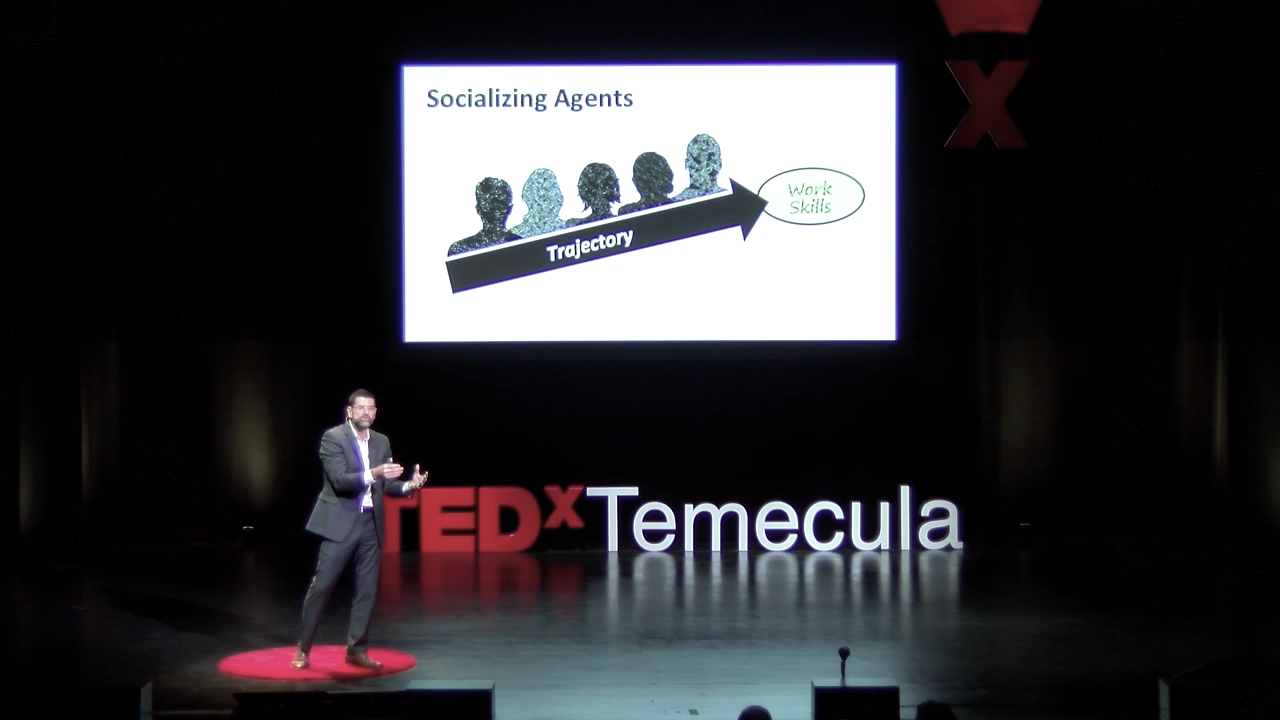 X
Socializing Agents
Work
Skills
Trajectory
TEDxTemecula